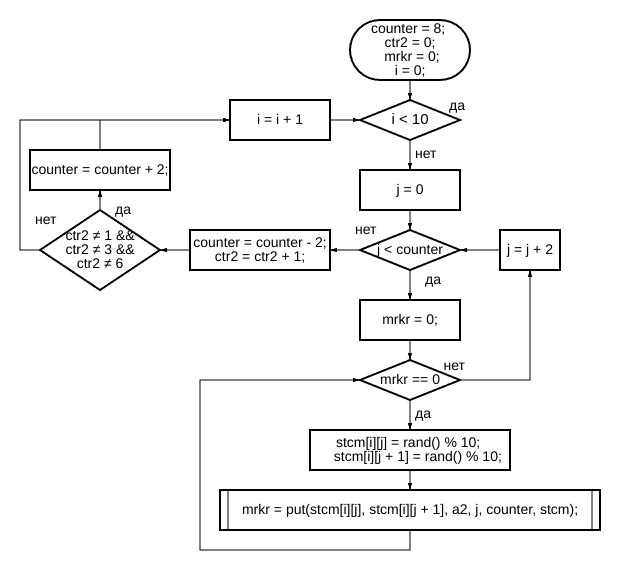 counter = 8;
ctr2 = 0;
mrkr = 0;
i = 0;
да
i = i + 1
i < 10
нет
counter = counter + 2;
j = 0
да
нет
ctr2 ≠ 1 &&
ctr2 ≠ 3 &&
ctr2 ≠ 6
counter = counter - 2;
ctr2 = ctr2 + 1;
нет
j < counter
j = j + 2
да
mrkr = 0;
нет
mrkr == 0
да
stcm[i][j] = rand() % 10;
stcm[i][j + 1] = rand() % 10;
mrkr = put(stcm[i][j], stcm[i][j + 1], a2, j, counter, stcm);